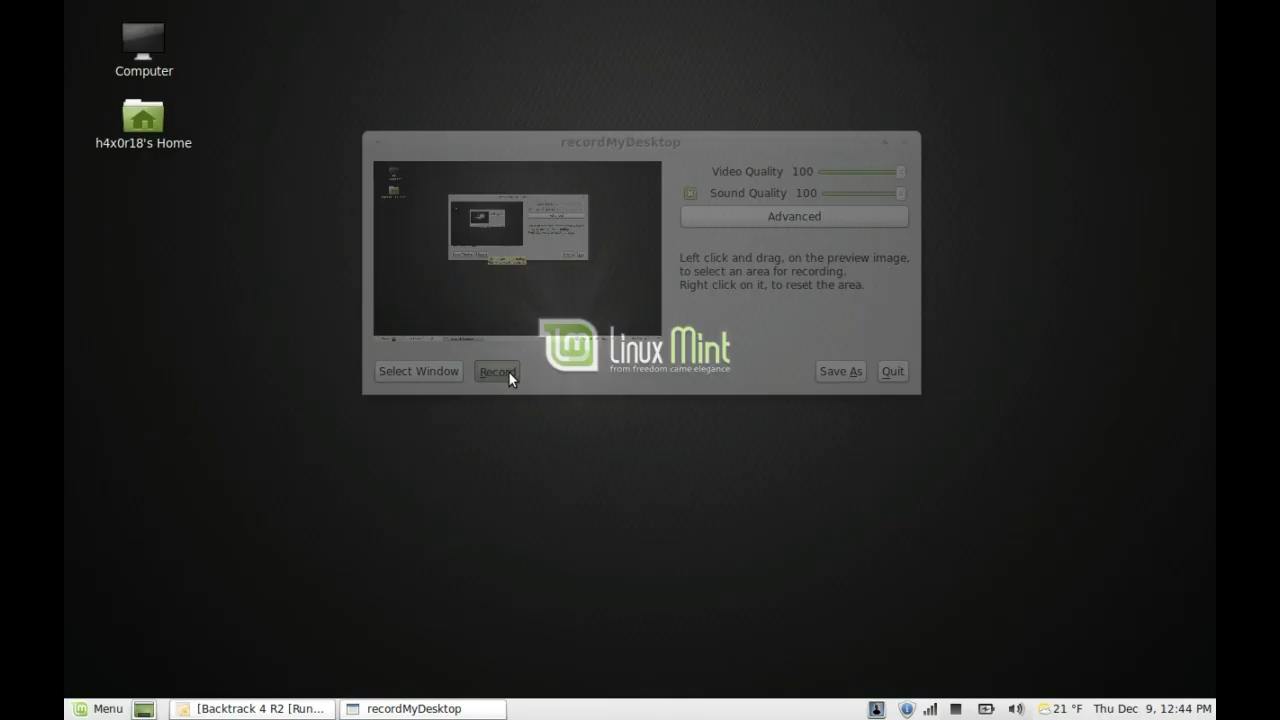 Computer
h4x0r18's Home
recordMyDesktop
Video Quality 100
Sound Quality 100
Advanced
Left click and drag, on the preview image,
to select an area for recording.
Right click on it, to reset the area.
Linux Mint
from freedom came elegance
Select Window
Record
Save As
Quit
Menu
[Backtrack 4 R2 [Run...
recordMyDesktop
21 °F
Thu Dec 9, 12:44 PM